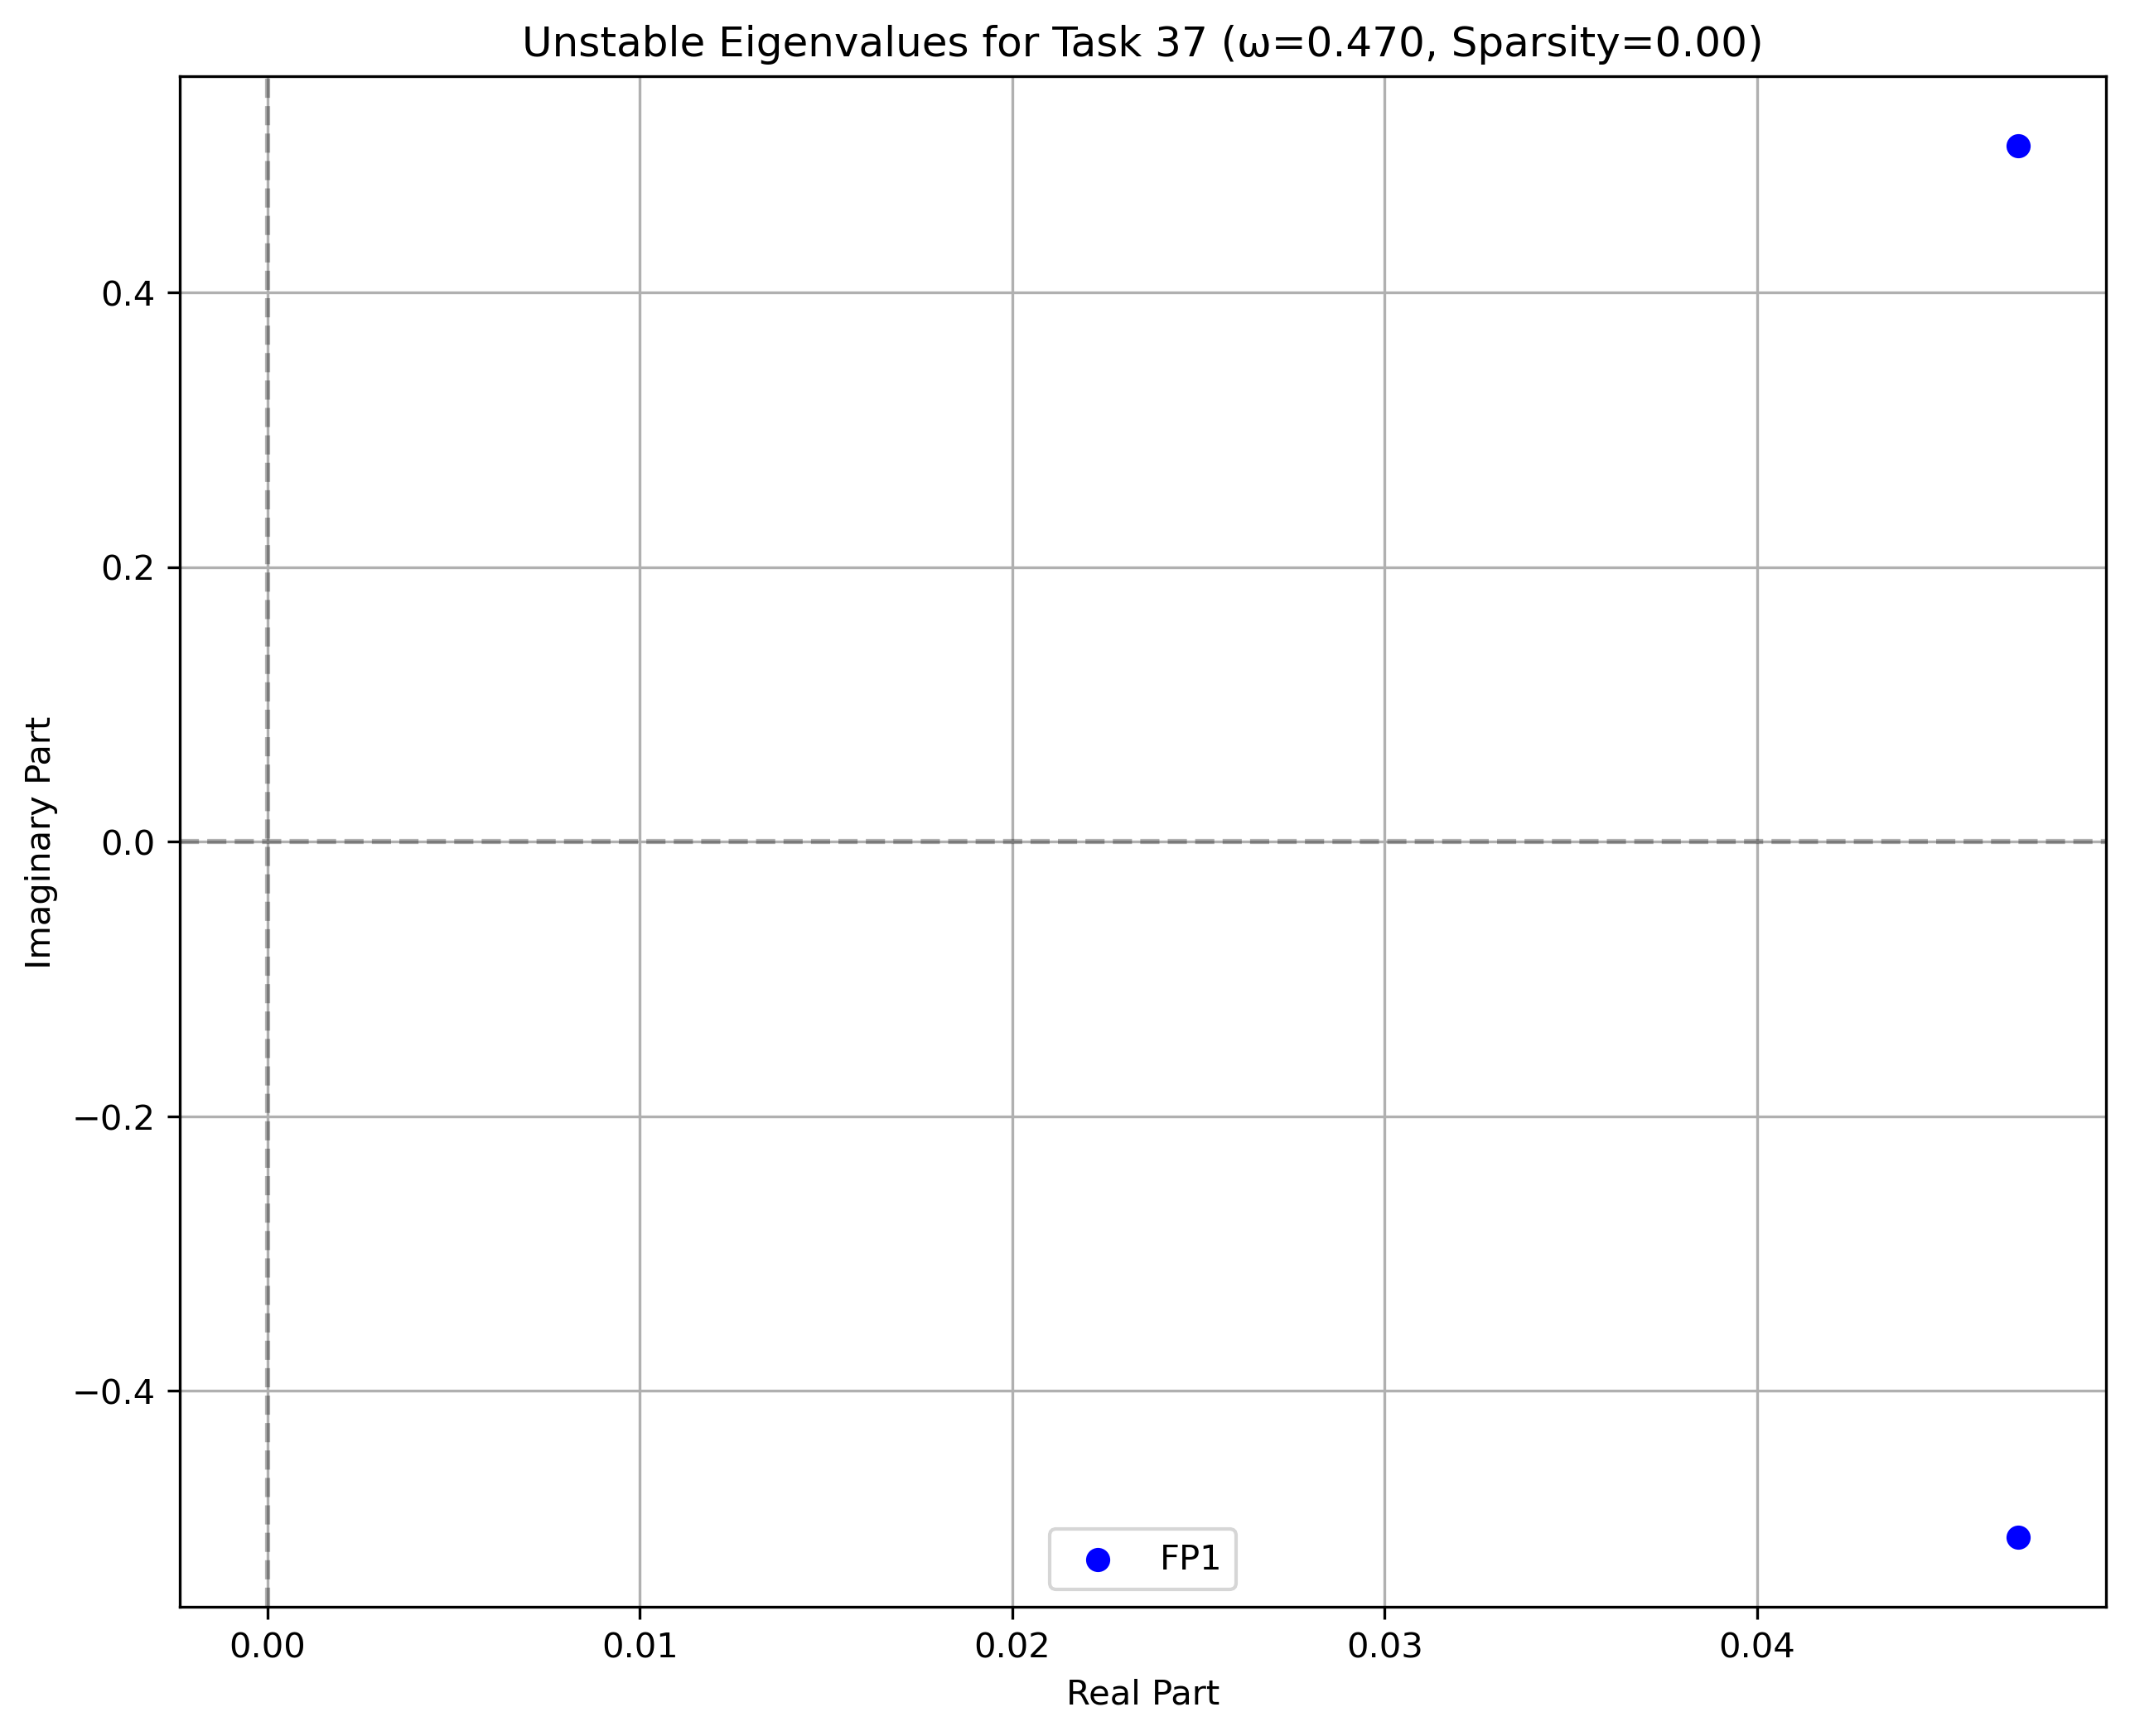 Unstable Eigenvalues for Task 37 (ω=0.470, Sparsity=0.00)
Imaginary Part
0.4
0.2
0.0
−0.2
−0.4
FP1
0.00 0.01 0.02 0.03 0.04
Real Part